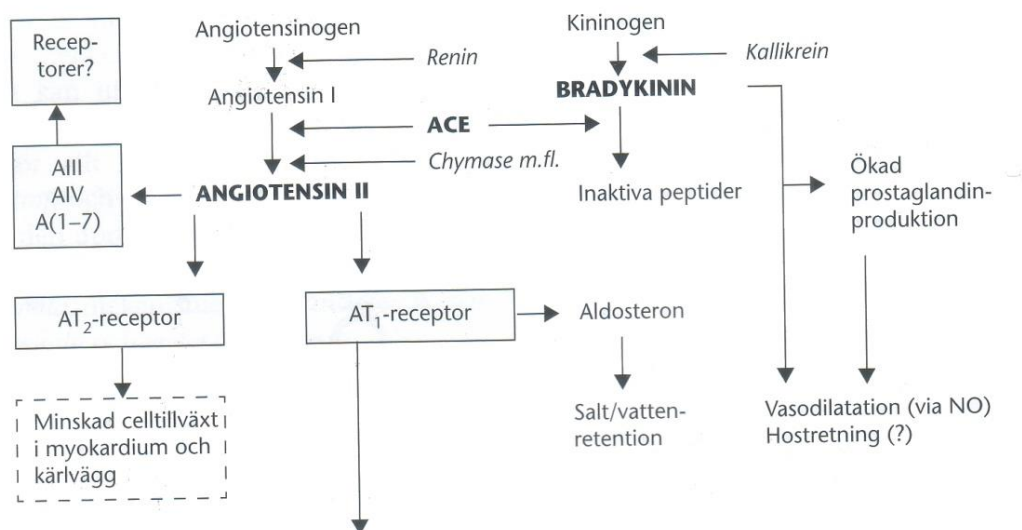 Recep-
torer?
Angiotensinogen
Renin
Angiotensin I
ACE
Chymase m.fl.
ANGIOTENSIN II
AIII
AIV
A(1–7)
Kininogen
Kallikrein
BRADYKININ
Inaktiva peptider
Ökad
prostaglandin-
produktion
AT₂-receptor
AT₁-receptor
Aldosteron
Minskad celltillväxt
i myokardium och
kärlvägg
Salt/vatten-
retention
Vasodilatation (via NO)
Hostretning (?)